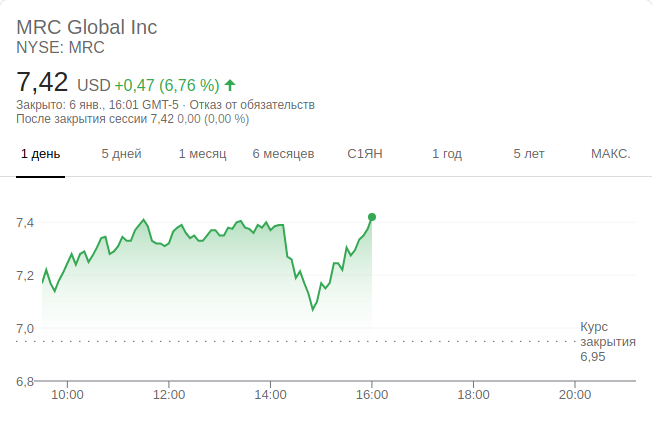 MRC Global Inc
NYSE: MRC
7,42 USD +0,47 (6,76 %)
Закрыто: 6 янв., 16:01 GMT-5 · Отказ от обязательств
После закрытия сессии 7,42 0,00 (0,00 %)
1 день 5 дней 1 месяц 6 месяцев С1ЯН 1 год 5 лет МАКС.
7,4
7,2
7,0
Курс
закрытия
6,95
6,8
10:00 12:00 14:00 16:00 18:00 20:00